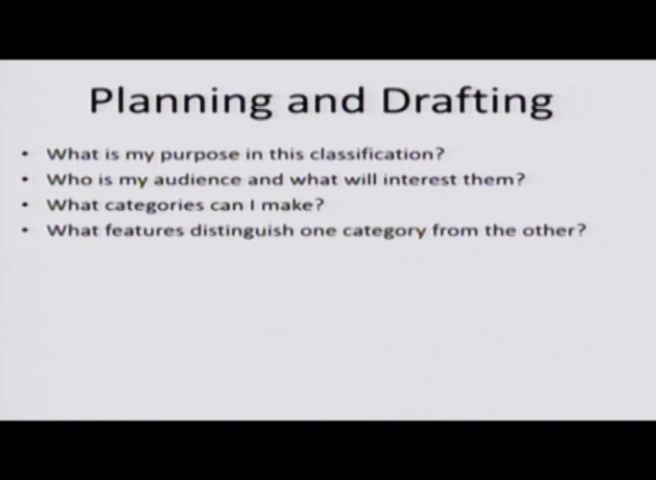 Planning and Drafting
• What is my purpose in this classification?
• Who is my audience and what will interest them?
• What categories can I make?
• What features distinguish one category from the other?